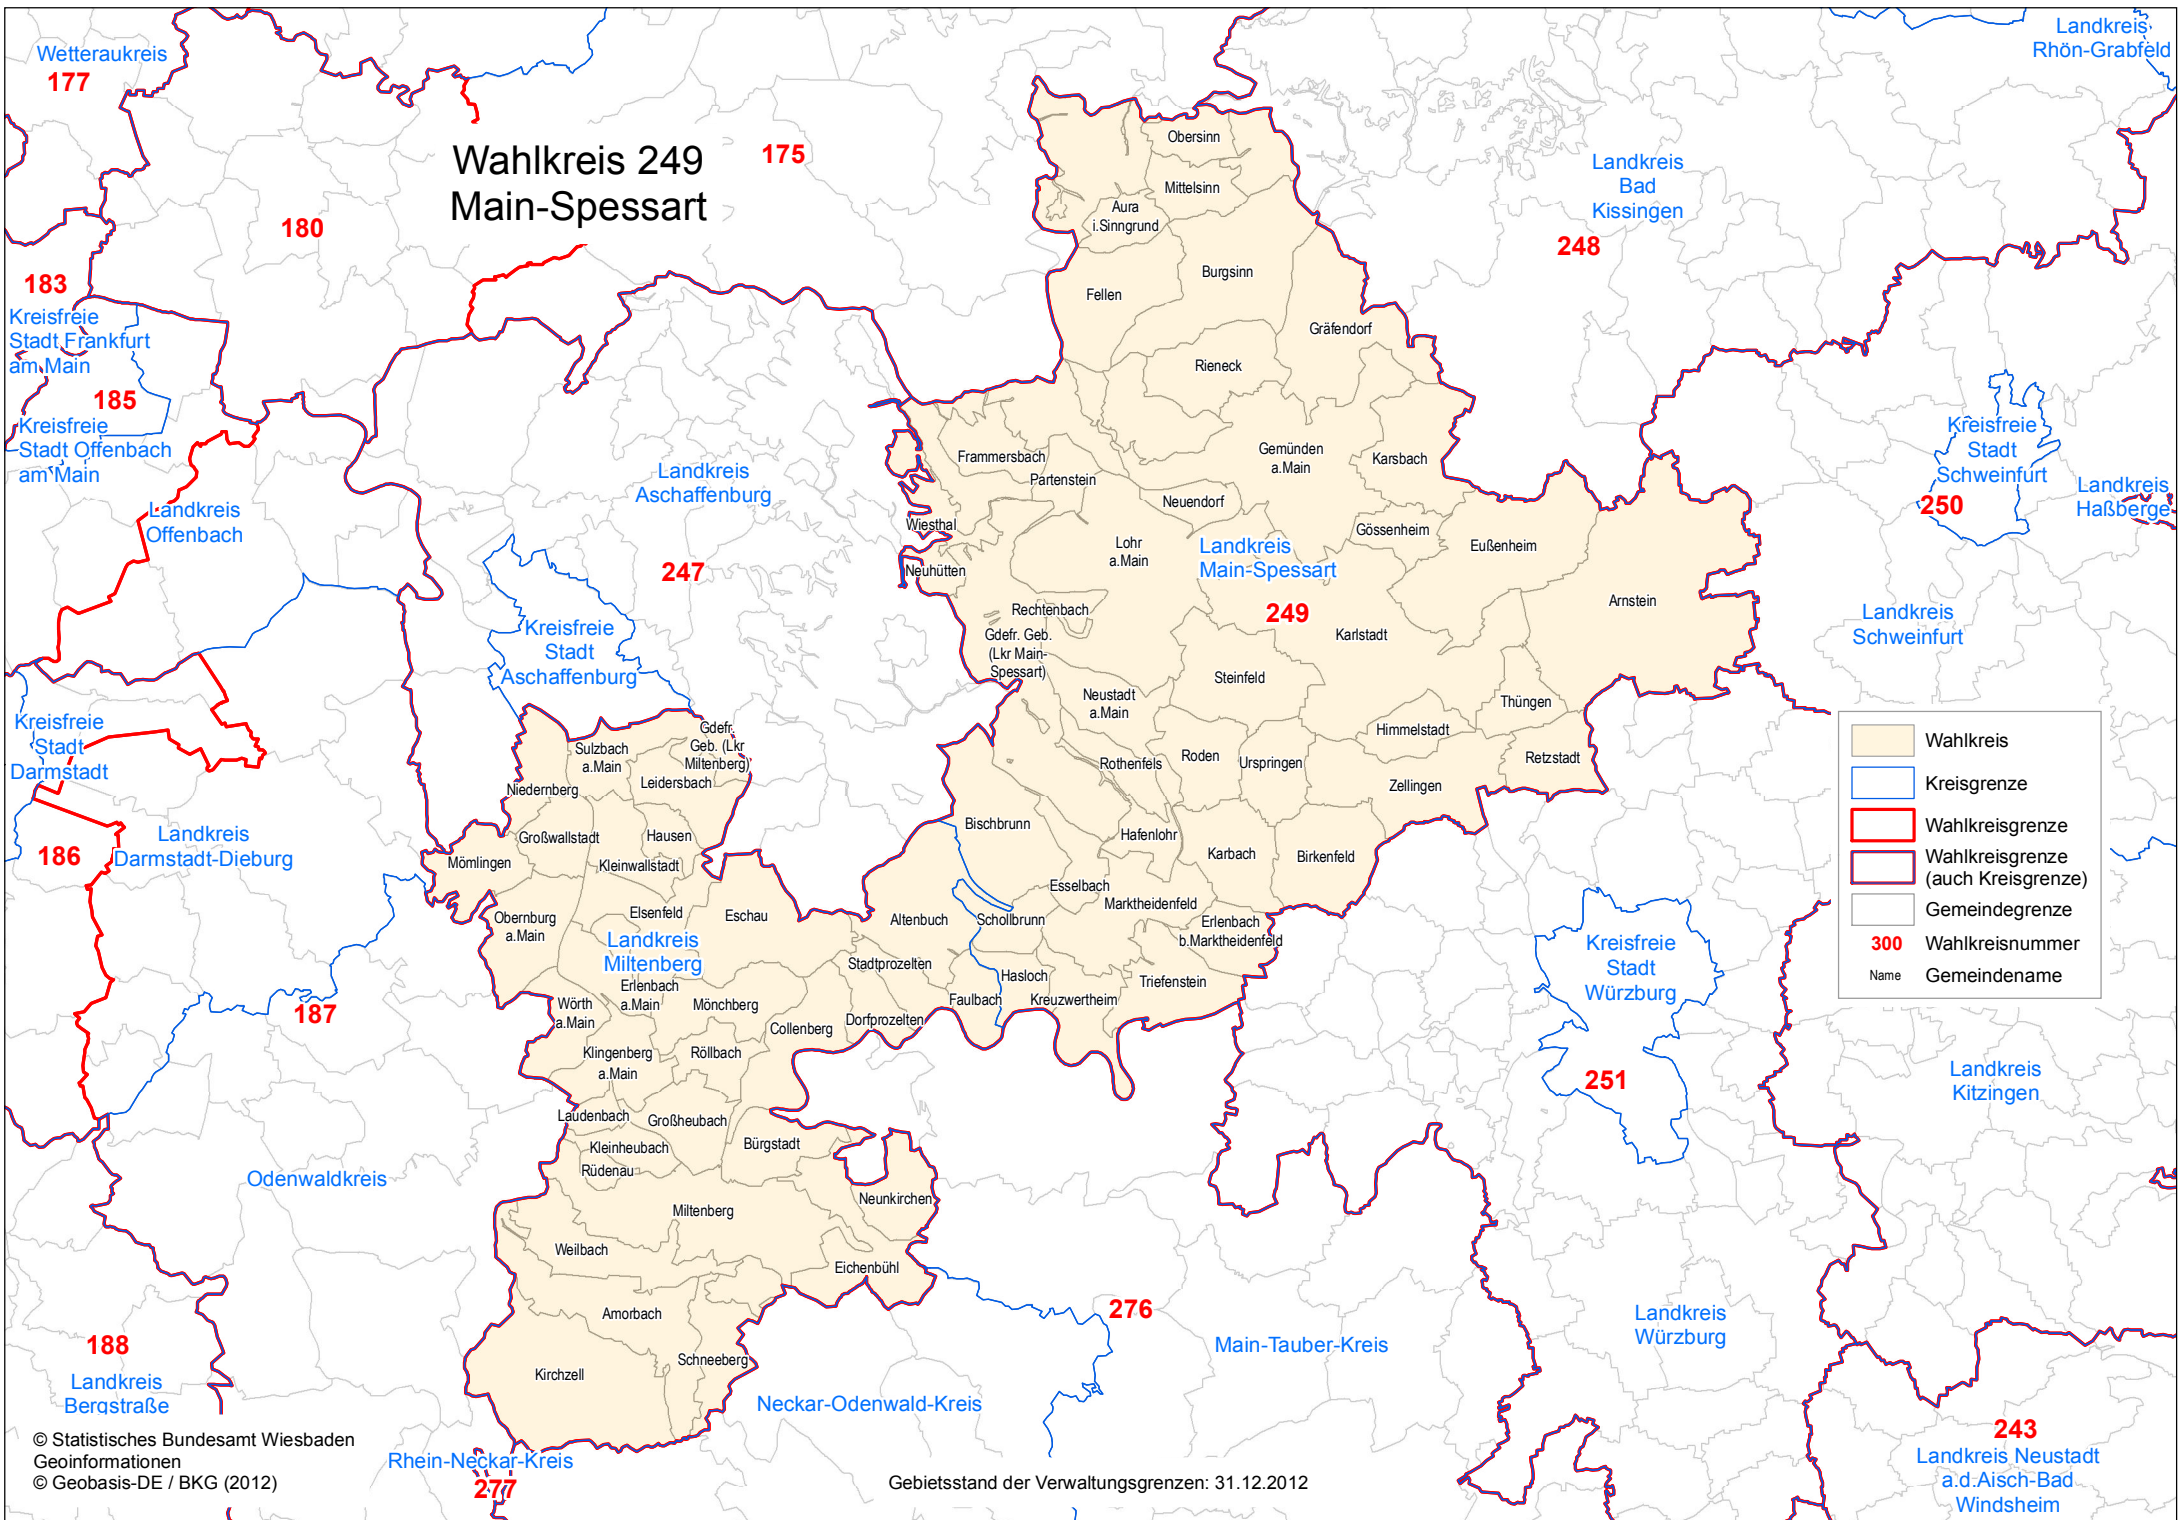 Wahlkreis 249
Main-Spessart
Wetteraukreis
177
180
175
183
Kreisfreie
Stadt Frankfurt
am Main
185
Kreisfreie
Stadt Offenbach
am Main
Landkreis
Offenbach
Landkreis
Aschaffenburg
247
Kreisfreie
Stadt
Aschaffenburg
Kreisfreie
Stadt
Darmstadt
186
Landkreis
Darmstadt-Dieburg
187
Odenwaldkreis
188
Landkreis
Bergstraße
Rhein-Neckar-Kreis
277
Neckar-Odenwald-Kreis
276
Main-Tauber-Kreis
Landkreis
Rhön-Grabfeld
Landkreis
Bad
Kissingen
248
Kreisfreie
Stadt
Schweinfurt
250
Landkreis
Haßberge
Landkreis
Schweinfurt
Kreisfreie
Stadt
Würzburg
251
Landkreis
Kitzingen
Landkreis
Würzburg
243
Landkreis Neustadt
a.d.Aisch-Bad
Windsheim
Obersinn
Mittelsinn
Aura
i.Sinngrund
Burgsinn
Fellen
Gräfendorf
Rieneck
Frammersbach
Partenstein
Gemünden
a.Main
Karsbach
Neuendorf
Wiesthal
Gössenheim
Eußenheim
Lohr
a.Main
Landkreis
Main-Spessart
249
Neuhütten
Rechtenbach
Arnstein
Karlstadt
Gdefr. Geb.
(Lkr Main-
Spessart)
Steinfeld
Neustadt
a.Main
Thüngen
Himmelstadt
Roden
Urspringen
Rothenfels
Retzstadt
Zellingen
Bischbrunn
Hafenlohr
Karbach
Birkenfeld
Esselbach
Marktheidenfeld
Schollbrunn
Erlenbach
b.Marktheidenfeld
Hasloch
Triefenstein
Kreuzwertheim
Gdefr.
Geb. (Lkr
Miltenberg)
Sulzbach
a.Main
Leidersbach
Niedernberg
Großwallstadt
Hausen
Mömlingen
Kleinwallstadt
Obernburg
a.Main
Elsenfeld
Eschau
Altenbuch
Landkreis
Miltenberg
Stadtprozelten
Erlenbach
a.Main
Wörth
a.Main
Mönchberg
Faulbach
Collenberg
Dorfprozelten
Klingenberg
a.Main
Röllbach
Laudenbach
Großheubach
Kleinheubach
Bürgstadt
Rüdenau
Neunkirchen
Miltenberg
Weilbach
Eichenbühl
Amorbach
Schneeberg
Kirchzell
Wahlkreis
Kreisgrenze
Wahlkreisgrenze
Wahlkreisgrenze
(auch Kreisgrenze)
Gemeindegrenze
300 Wahlkreisnummer
Name Gemeindename
© Statistisches Bundesamt Wiesbaden
Geoinformationen
© Geobasis-DE / BKG (2012)
Gebietsstand der Verwaltungsgrenzen: 31.12.2012